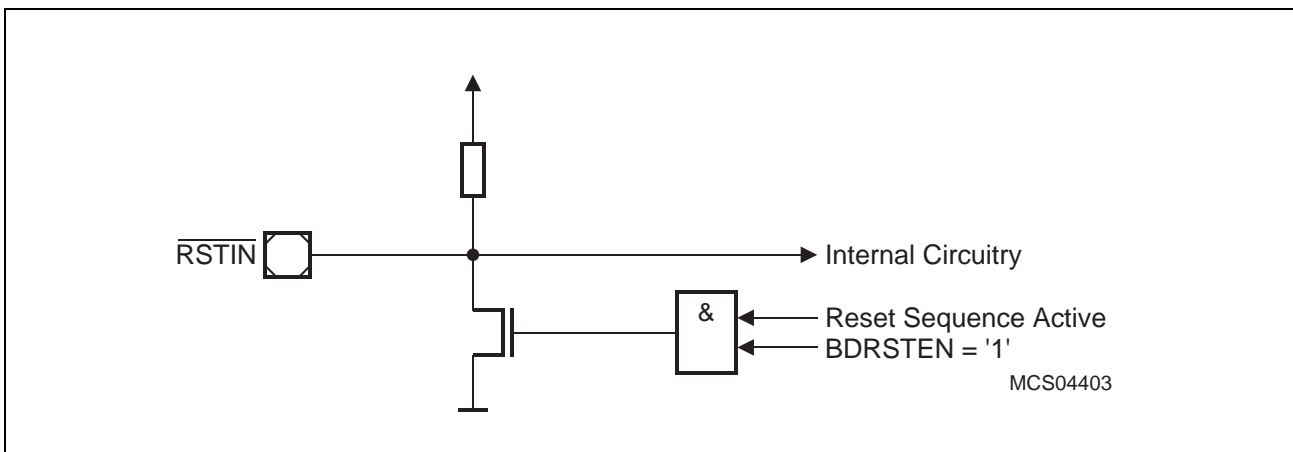 RSTIN
Internal Circuitry
&
Reset Sequence Active
BDRSTEN = '1'
MCS04403